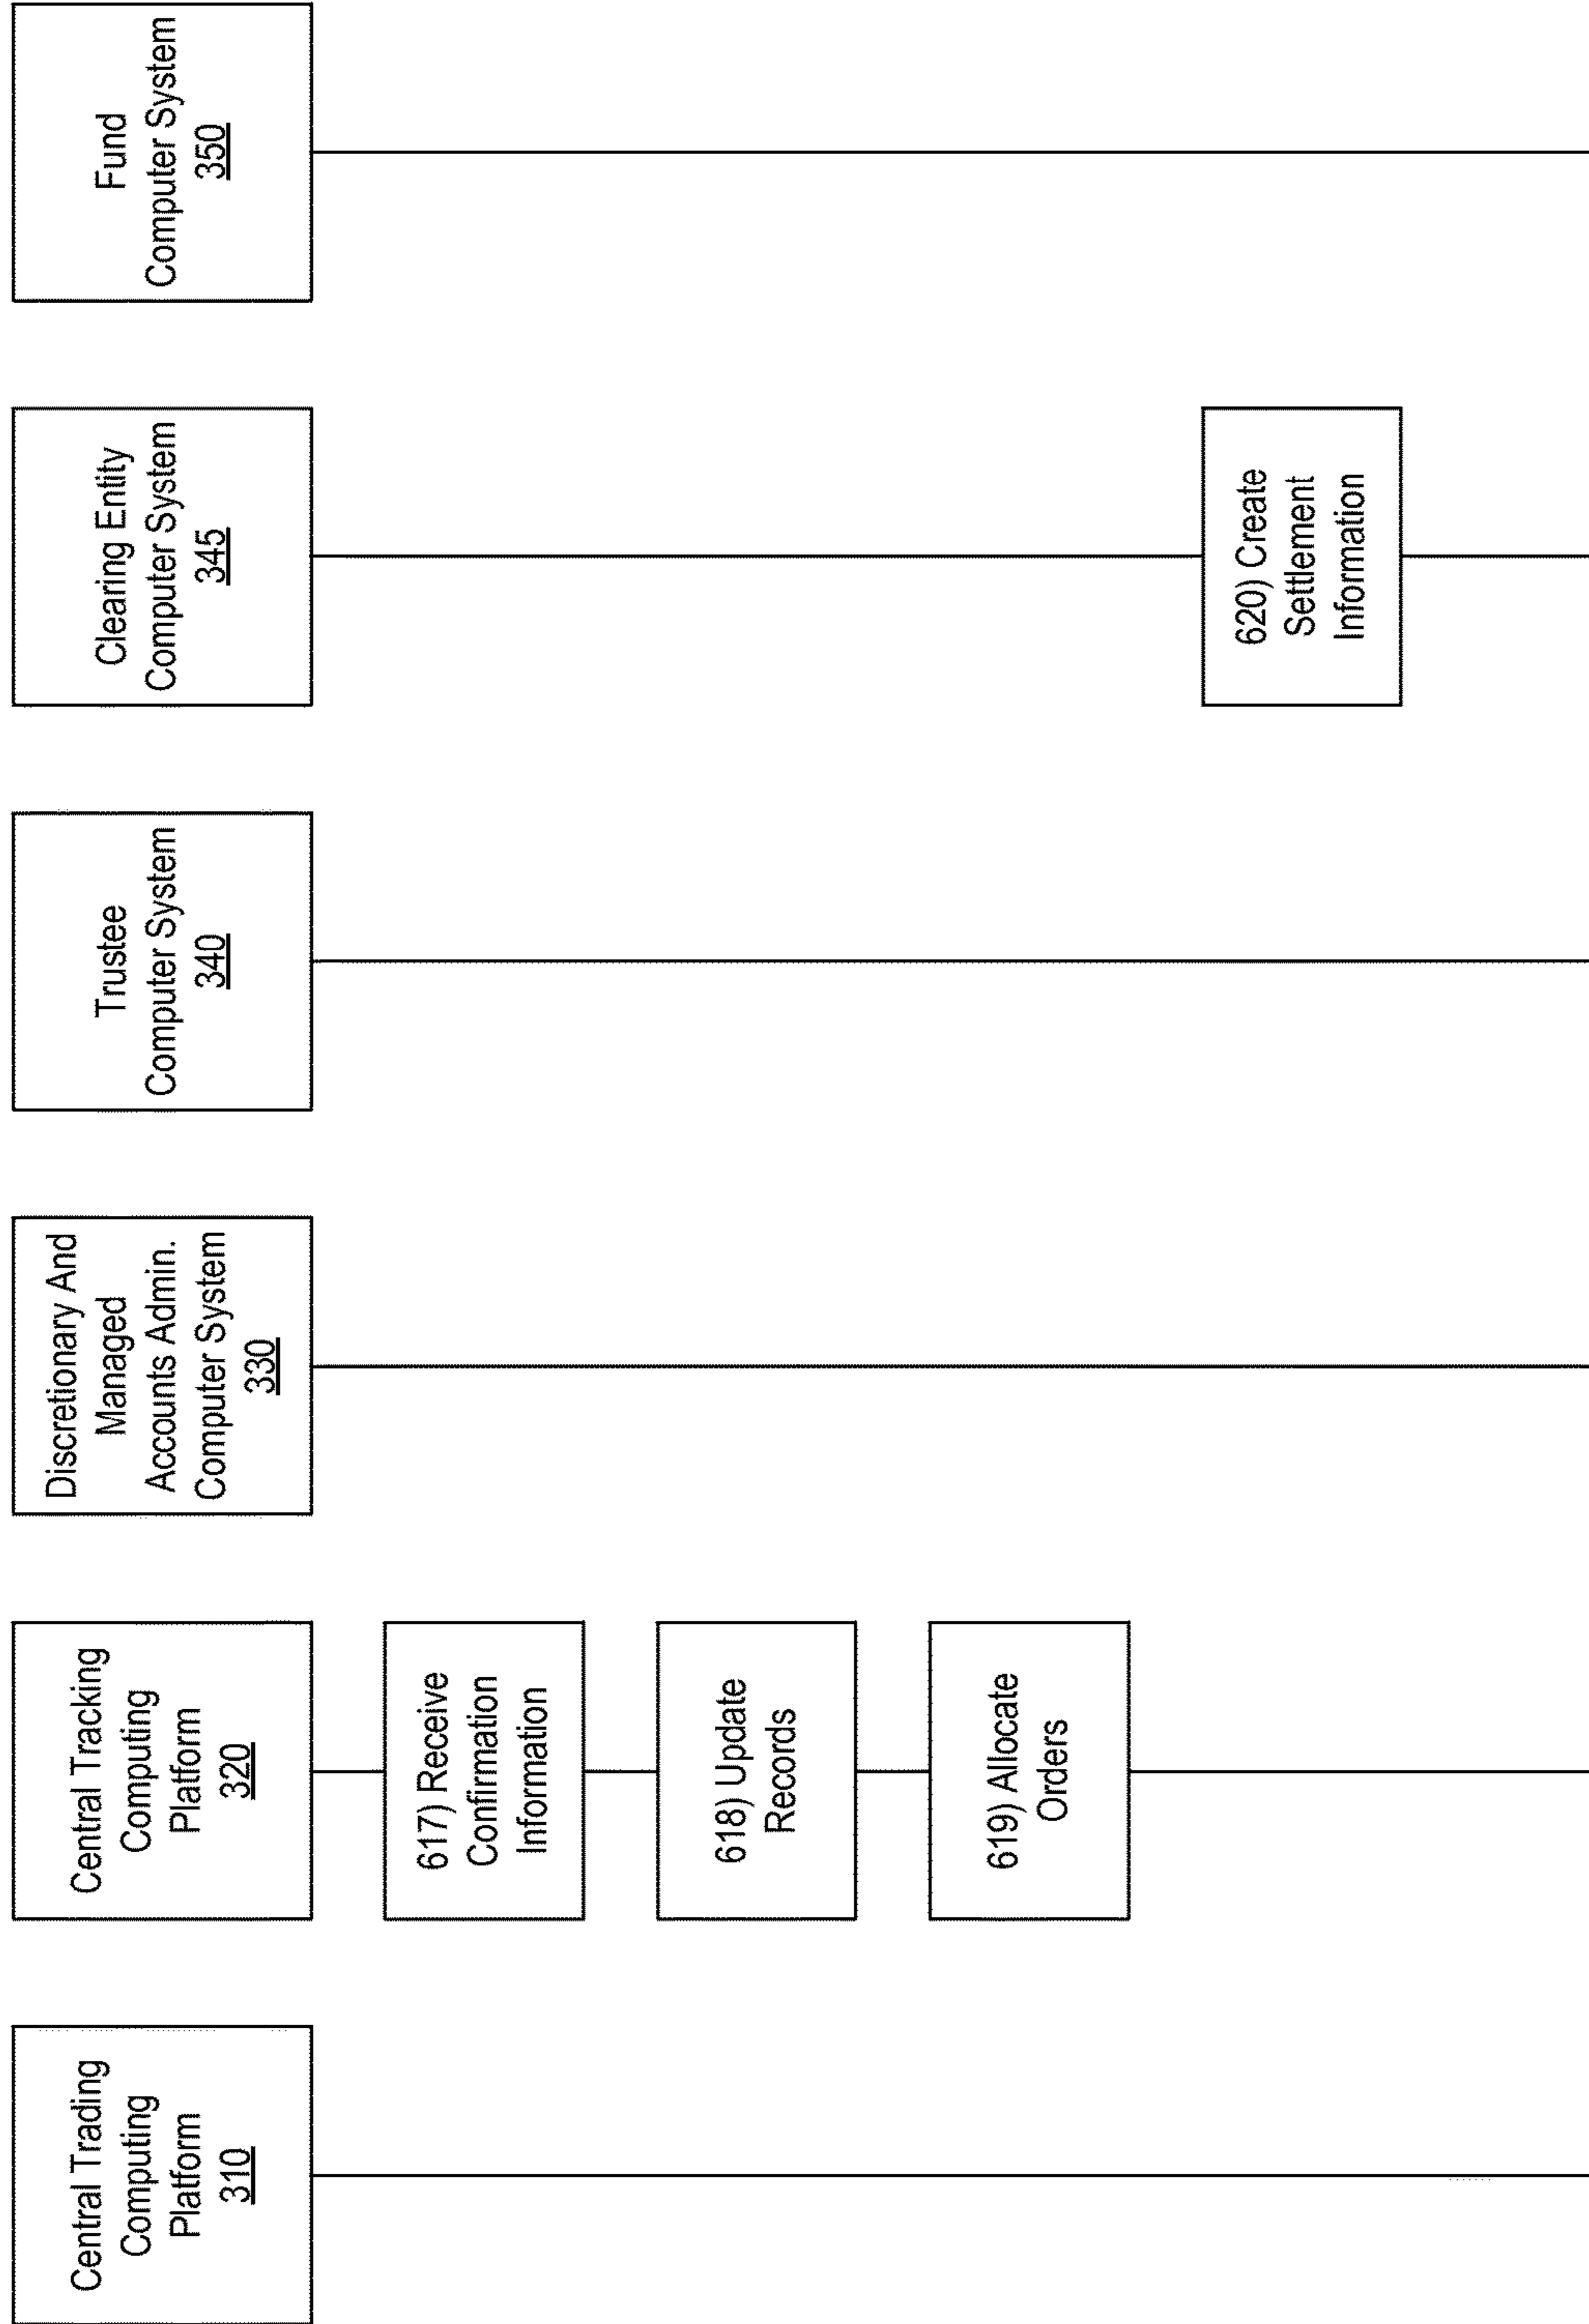 Central Trading
Computing
Platform
310
Central Tracking
Computing
Platform
320
Discretionary And
Managed
Accounts Admin.
Computer System
330
Trustee
Computer System
340
Clearing Entity
Computer System
345
Fund
Computer System
350
617) Receive
Confirmation
Information
618) Update
Records
619) Allocate
Orders
620) Create
Settlement
Information